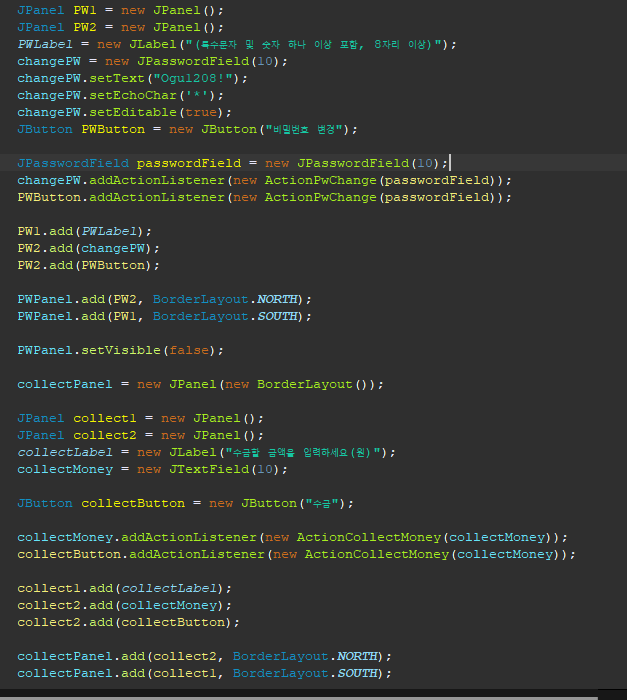 JPanel PW1 = new JPanel();
JPanel PW2 = new JPanel();
PWLabel = new JLabel("(특수문자 및 숫자 하나 이상 포함, 8자리 이상)");
changePW = new JPasswordField(10);
changePW.setText("Ogu1208!");
changePW.setEchoChar('*');
changePW.setEditable(true);
JButton PWButton = new JButton("비밀번호 변경");
JPasswordField passwordField = new JPasswordField(10);
changePW.addActionListener(new ActionPwChange(passwordField));
PWButton.addActionListener(new ActionPwChange(passwordField));
PW1.add(PWLabel);
PW2.add(changePW);
PW2.add(PWButton);
PWPanel.add(PW2, BorderLayout.NORTH);
PWPanel.add(PW1, BorderLayout.SOUTH);
PWPanel.setVisible(false);
collectPanel = new JPanel(new BorderLayout());
JPanel collect1 = new JPanel();
JPanel collect2 = new JPanel();
collectLabel = new JLabel("수금할 금액을 입력하세요(원)");
collectMoney = new JTextField(10);
JButton collectButton = new JButton("수금");
collectMoney.addActionListener(new ActionCollectMoney(collectMoney));
collectButton.addActionListener(new ActionCollectMoney(collectMoney));
collect1.add(collectLabel);
collect2.add(collectMoney);
collect2.add(collectButton);
collectPanel.add(collect2, BorderLayout.NORTH);
collectPanel.add(collect1, BorderLayout.SOUTH);